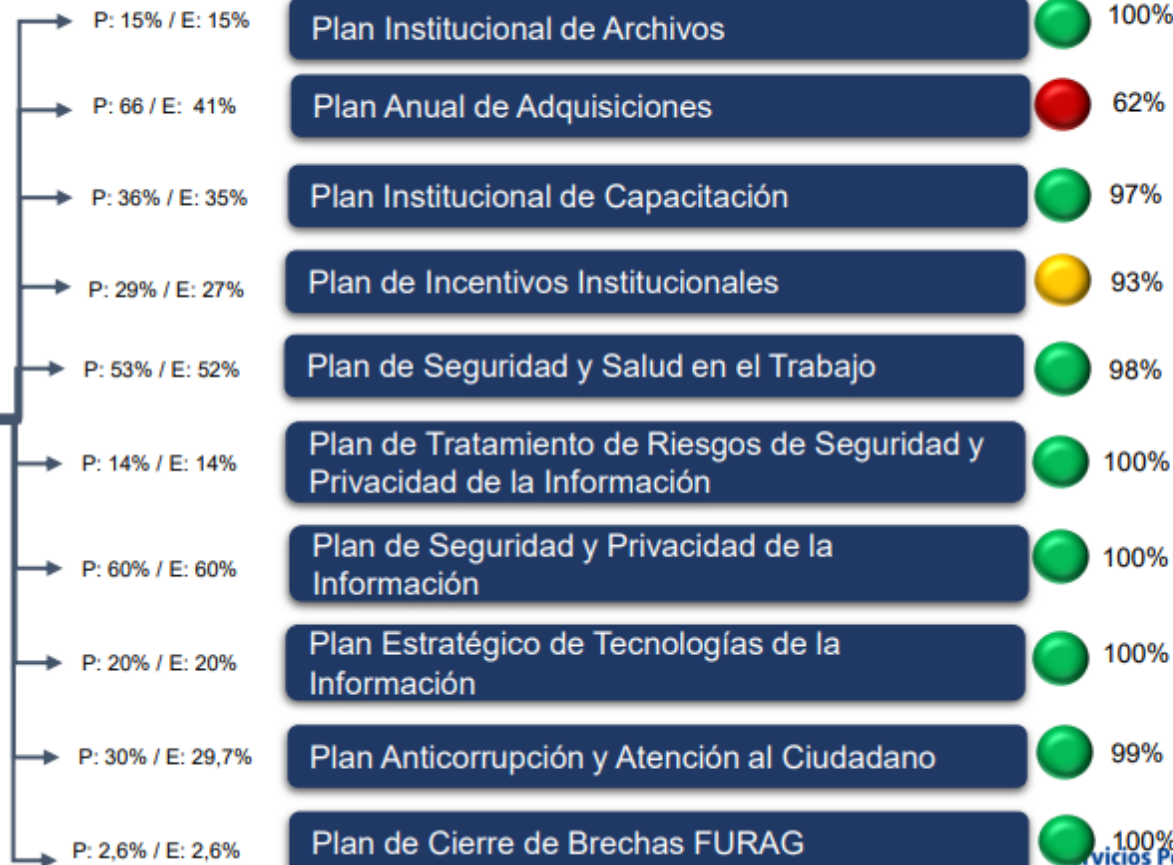 P: 15% / E: 15% Plan Institucional de Archivos 100%
P: 66 / E: 41% Plan Anual de Adquisiciones 62%
P: 36% / E: 35% Plan Institucional de Capacitación 97%
P: 29% / E: 27% Plan de Incentivos Institucionales 93%
P: 53% / E: 52% Plan de Seguridad y Salud en el Trabajo 98%
P: 14% / E: 14% Plan de Tratamiento de Riesgos de Seguridad y
Privacidad de la Información 100%
P: 60% / E: 60% Plan de Seguridad y Privacidad de la
Información 100%
P: 20% / E: 20% Plan Estratégico de Tecnologías de la
Información 100%
P: 30% / E: 29,7% Plan Anticorrupción y Atención al Ciudadano 99%
P: 2,6% / E: 2,6% Plan de Cierre de Brechas FURAG 100%